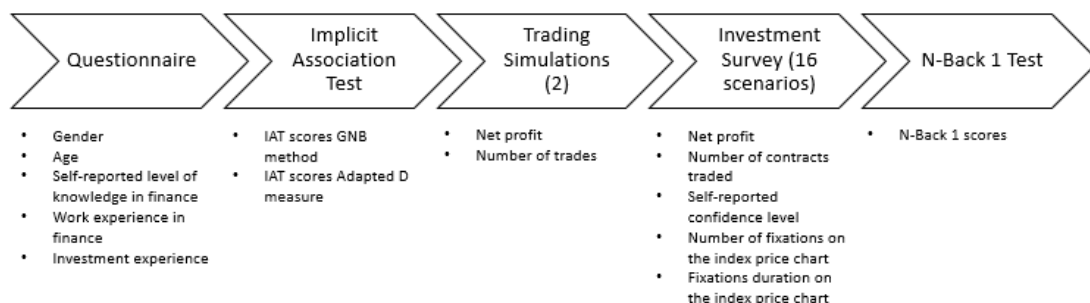 Questionnaire
Implicit
Association
Test
Trading
Simulations
(2)
Investment
Survey (16
scenarios)
N-Back 1 Test
• Gender
• Age
• Self-reported level of
knowledge in finance
• Work experience in
finance
• Investment experience
• IAT scores GNB
method
• IAT scores Adapted D
measure
• Net profit
• Number of trades
• Net profit
• Number of contracts
traded
• Self-reported
confidence level
• Number of fixations on
the index price chart
• Fixations duration on
the index price chart
• N-Back 1 scores